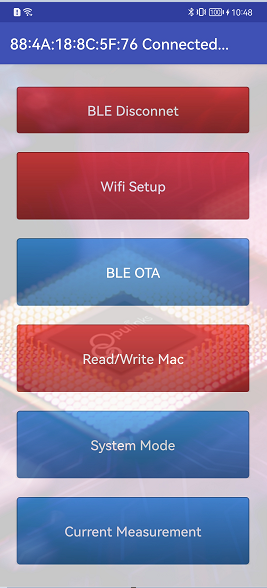 10:48
88:4A:18:8C:5F:76 Connected...
BLE Disconnet
Wifi Setup
BLE OTA
Read/Write Mac
System Mode
Current Measurement